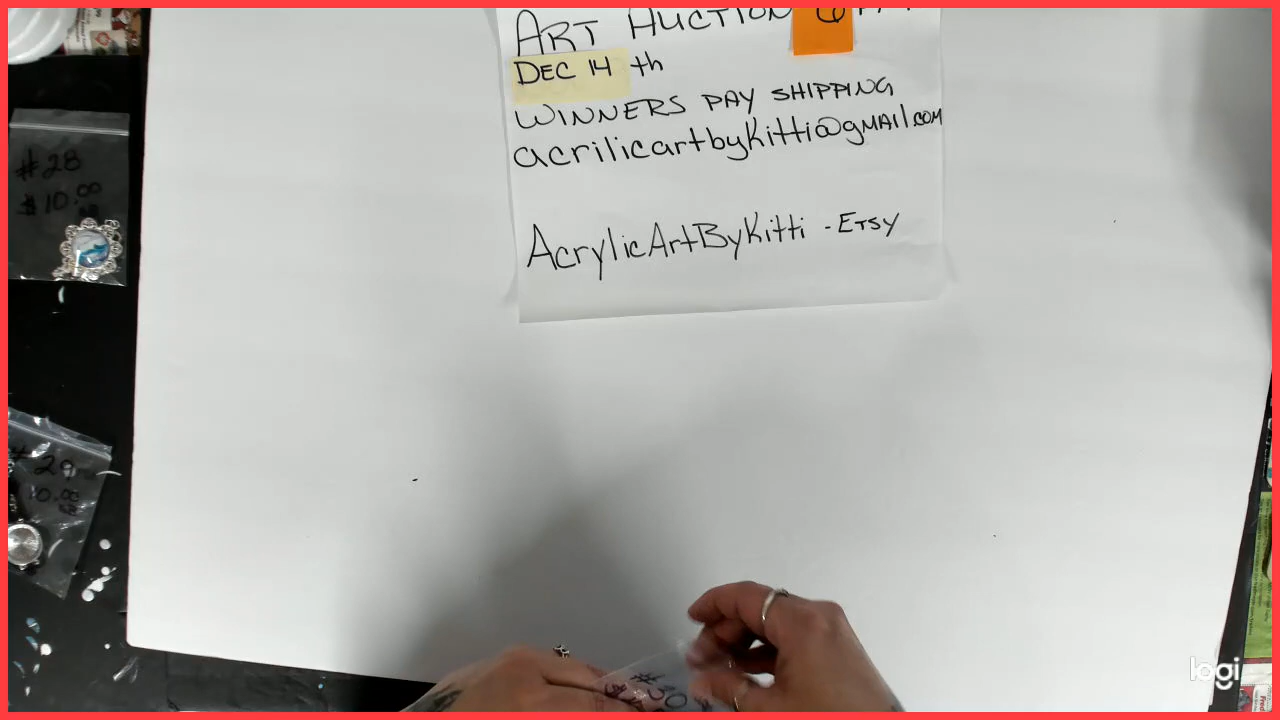 ART AUCTION @
DEC 14 th
WINNERS PAY SHIPPING
acrilicartbykitti@gmail.com
AcrylicArtByKitti - ETSY
#28
$10.00
29
10.00
#30
logi